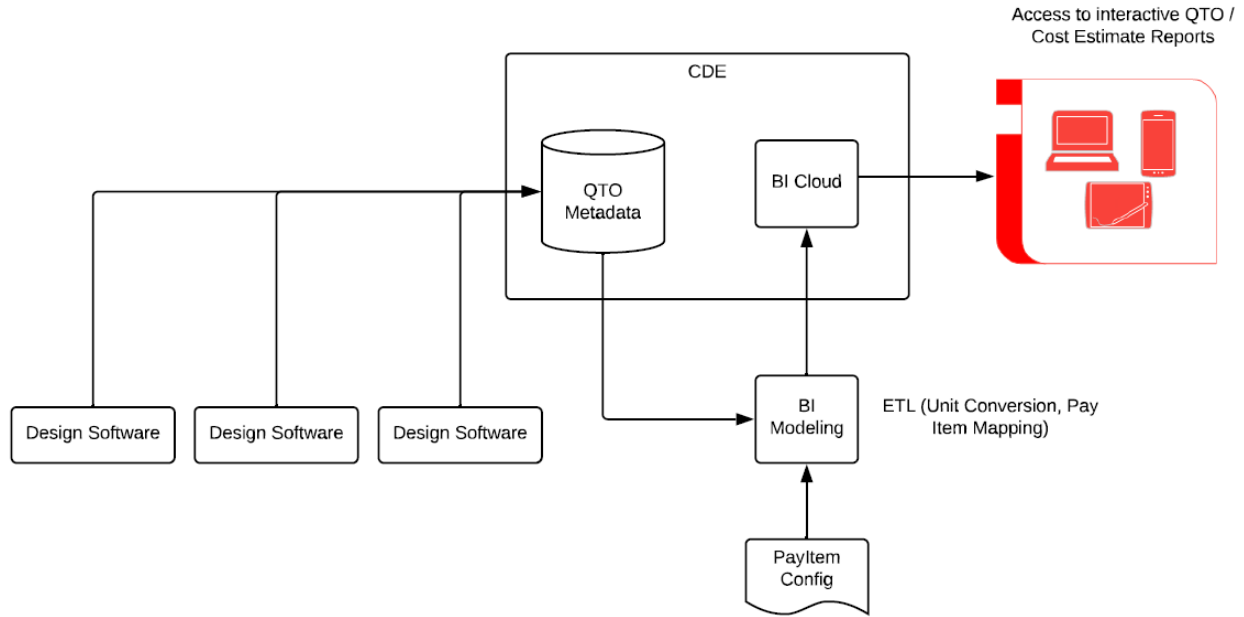 Access to interactive QTO /
Cost Estimate Reports
CDE
QTO
Metadata
BI Cloud
Design Software
Design Software
Design Software
BI
Modeling
ETL (Unit Conversion, Pay
Item Mapping)
PayItem
Config